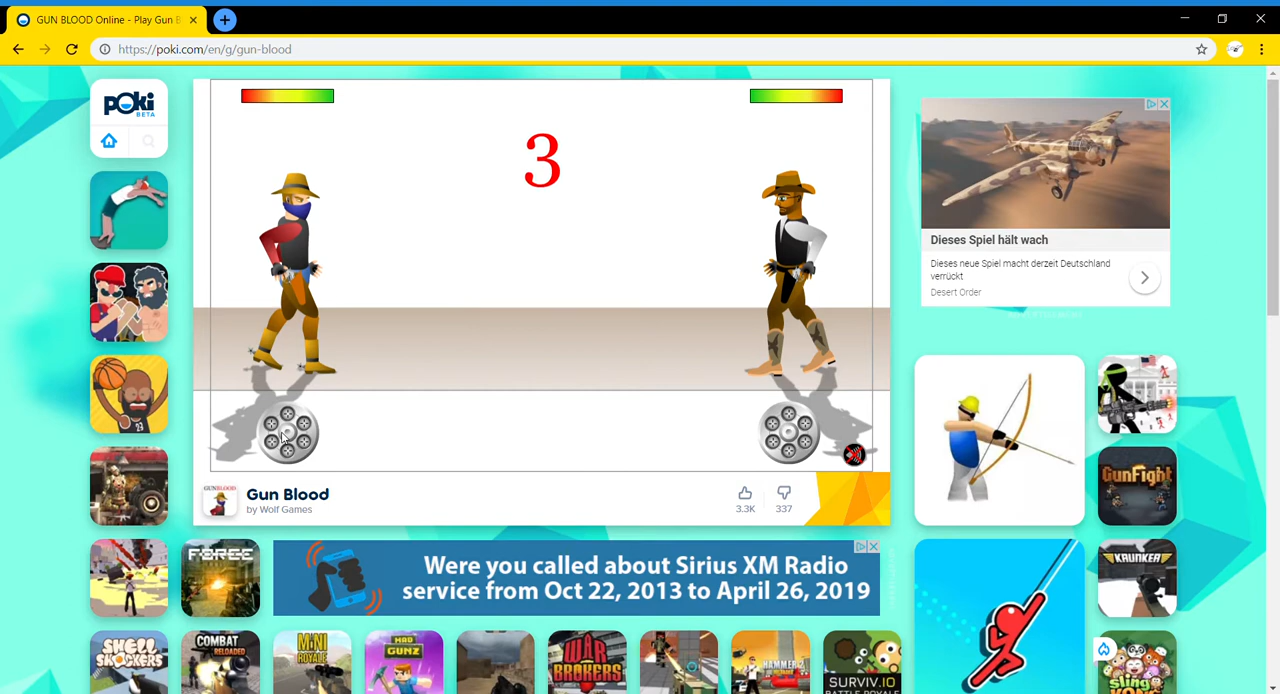 GUN BLOOD Online - Play Gun B
https://poki.com/en/g/gun-blood
POKI
BETA
3
Dieses Spiel hält wach
Dieses neue Spiel macht derzeit Deutschland
verrückt
Desert Order
GUNBLOOD
Gun Blood
by Wolf Games
3.3K
337
GunFight
FORCE
Were you called about Sirius XM Radio
service from Oct 22, 2013 to April 26, 2019
KRUNKER
SHELL
SHOCKERS
COMBAT
RELOADED
MINI
ROYALE
MAD
GUNZ
WAR
BROKERS
HAMMER 2
SURVIV.IO
BATTLE ROYALE